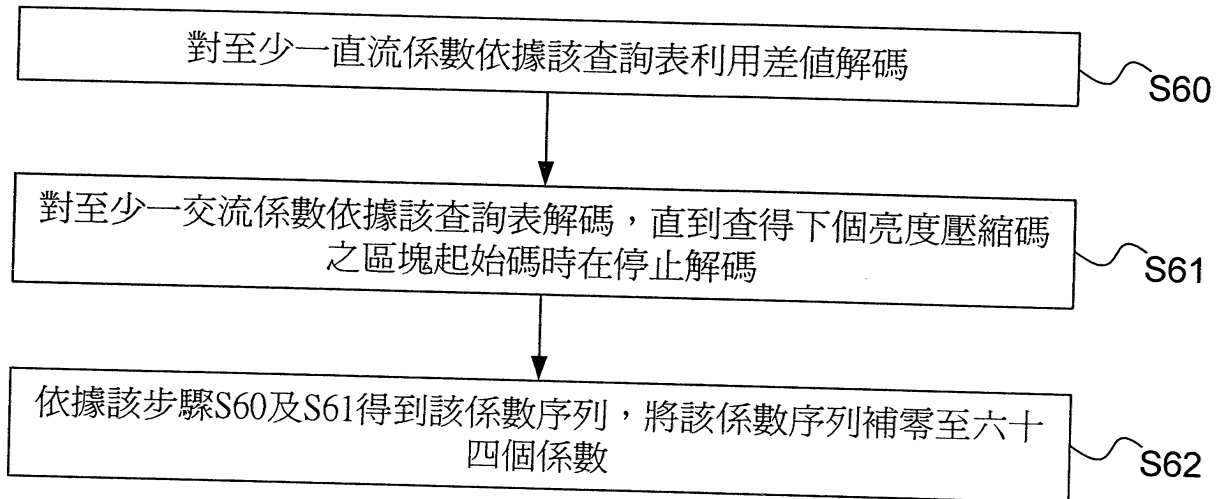 對至少一直流係數依據該查詢表利用差值解碼
S60
對至少一交流係數依據該查詢表解碼，直到查得下個亮度壓縮碼
之區塊起始碼時在停止解碼
S61
依據該步驟S60及S61得到該係數序列，將該係數序列補零至六十
四個係數
S62